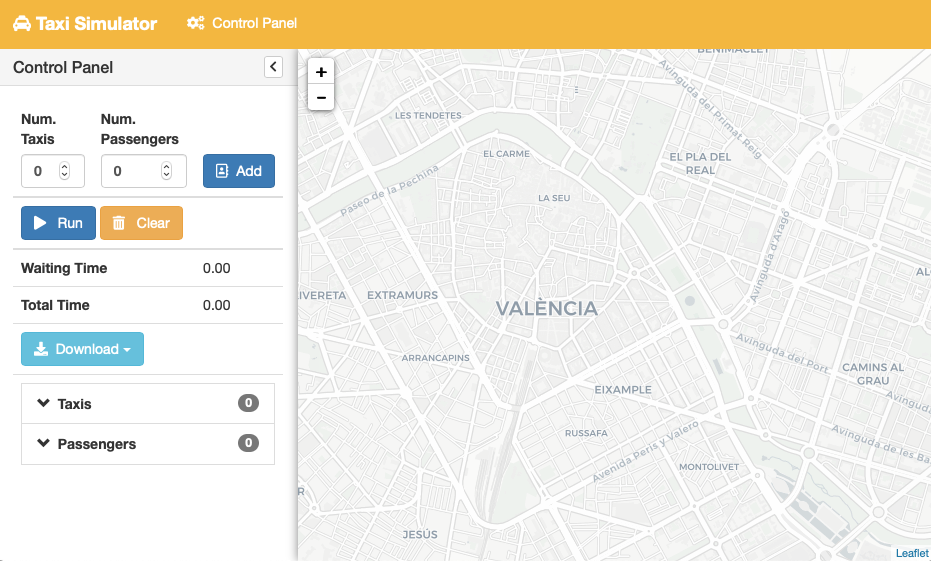 Taxi Simulator
Control Panel
Control Panel
Num. Taxis
Num. Passengers
0
0
Add
Run
Clear
Waiting Time 0.00
Total Time 0.00
Download
Taxis 0
Passengers 0
+
−
BENIMACLET
Avinguda del Primat Reig
LES TENDETES
EL CARME
EL PLA DEL
REAL
Paseo de la Pechina
LA SEU
Avinguda d'Aragó
LIVERETA
EXTRAMURS
VALÈNCIA
Avinguda del Port
ARRANCAPINS
CAMINS AL
GRAU
EIXAMPLE
Avinguda
RUSSAFA
Avenida Peris y Valero
Avinguda de les Ba
MONTOLIVET
JESÚS
Leaflet